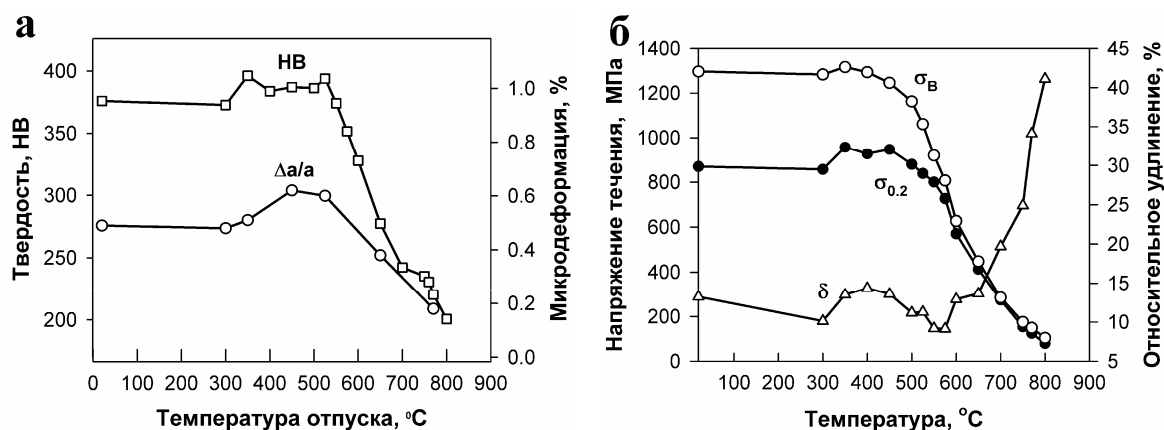 а
400
350
300
250
200
1.0
0.8
0.6
0.4
0.2
0.0
HB
Δa/a
Твердость, HB
Микродеформация, %
0 100 200 300 400 500 600 700 800 900
Температура отпуска, ⁰C
б
1400
1200
1000
800
600
400
200
0
45
40
35
30
25
20
15
10
5
σB
σ0.2
δ
Напряжение течения, МПа
Относительное удлинение, %
100 200 300 400 500 600 700 800 900
Температура, °C